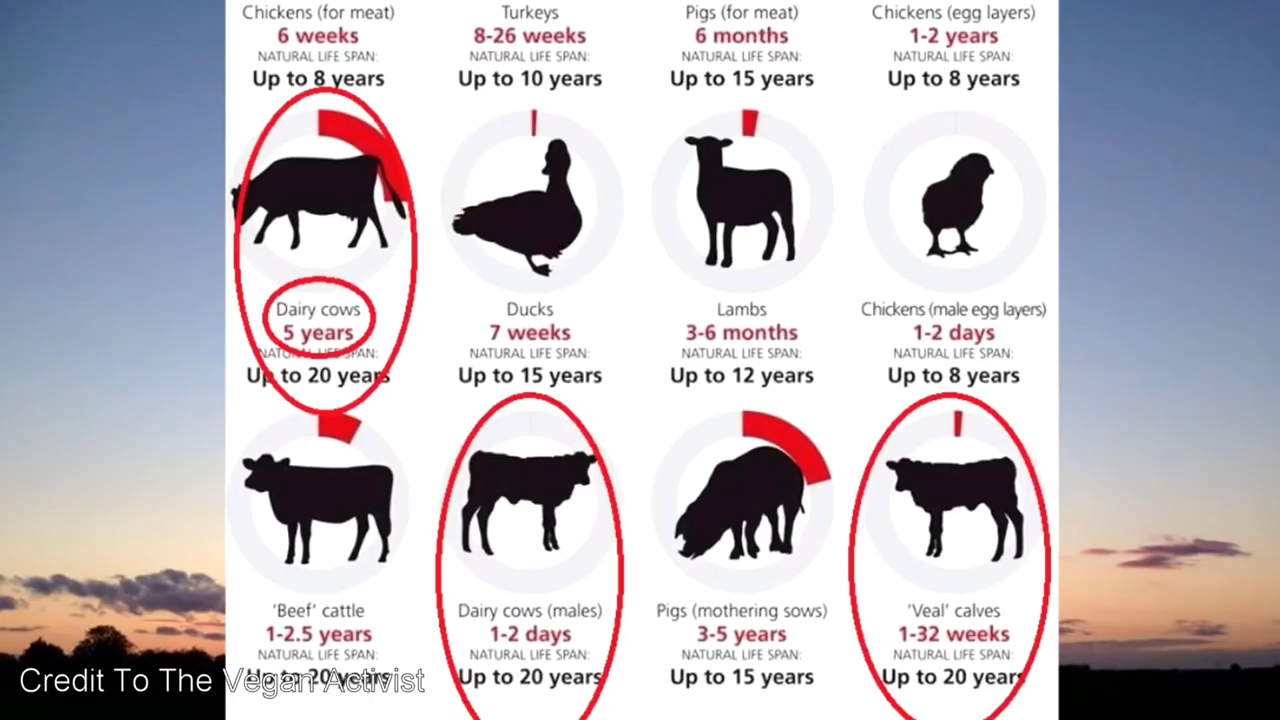 Chickens (for meat)
6 weeks
NATURAL LIFE SPAN:
Up to 8 years
Turkeys
8-26 weeks
NATURAL LIFE SPAN:
Up to 10 years
Pigs (for meat)
6 months
NATURAL LIFE SPAN:
Up to 15 years
Chickens (egg layers)
1-2 years
NATURAL LIFE SPAN:
Up to 8 years
Dairy cows
5 years
NATURAL LIFE SPAN:
Up to 20 years
Ducks
7 weeks
NATURAL LIFE SPAN:
Up to 15 years
Lambs
3-6 months
NATURAL LIFE SPAN:
Up to 12 years
Chickens (male egg layers)
1-2 days
NATURAL LIFE SPAN:
Up to 8 years
'Beef' cattle
1-2.5 years
NATURAL LIFE SPAN:
Up to 20 years
Dairy cows (males)
1-2 days
NATURAL LIFE SPAN:
Up to 20 years
Pigs (mothering sows)
3-5 years
NATURAL LIFE SPAN:
Up to 15 years
'Veal' calves
1-32 weeks
NATURAL LIFE SPAN:
Up to 20 years
Credit To The Vegan Activist